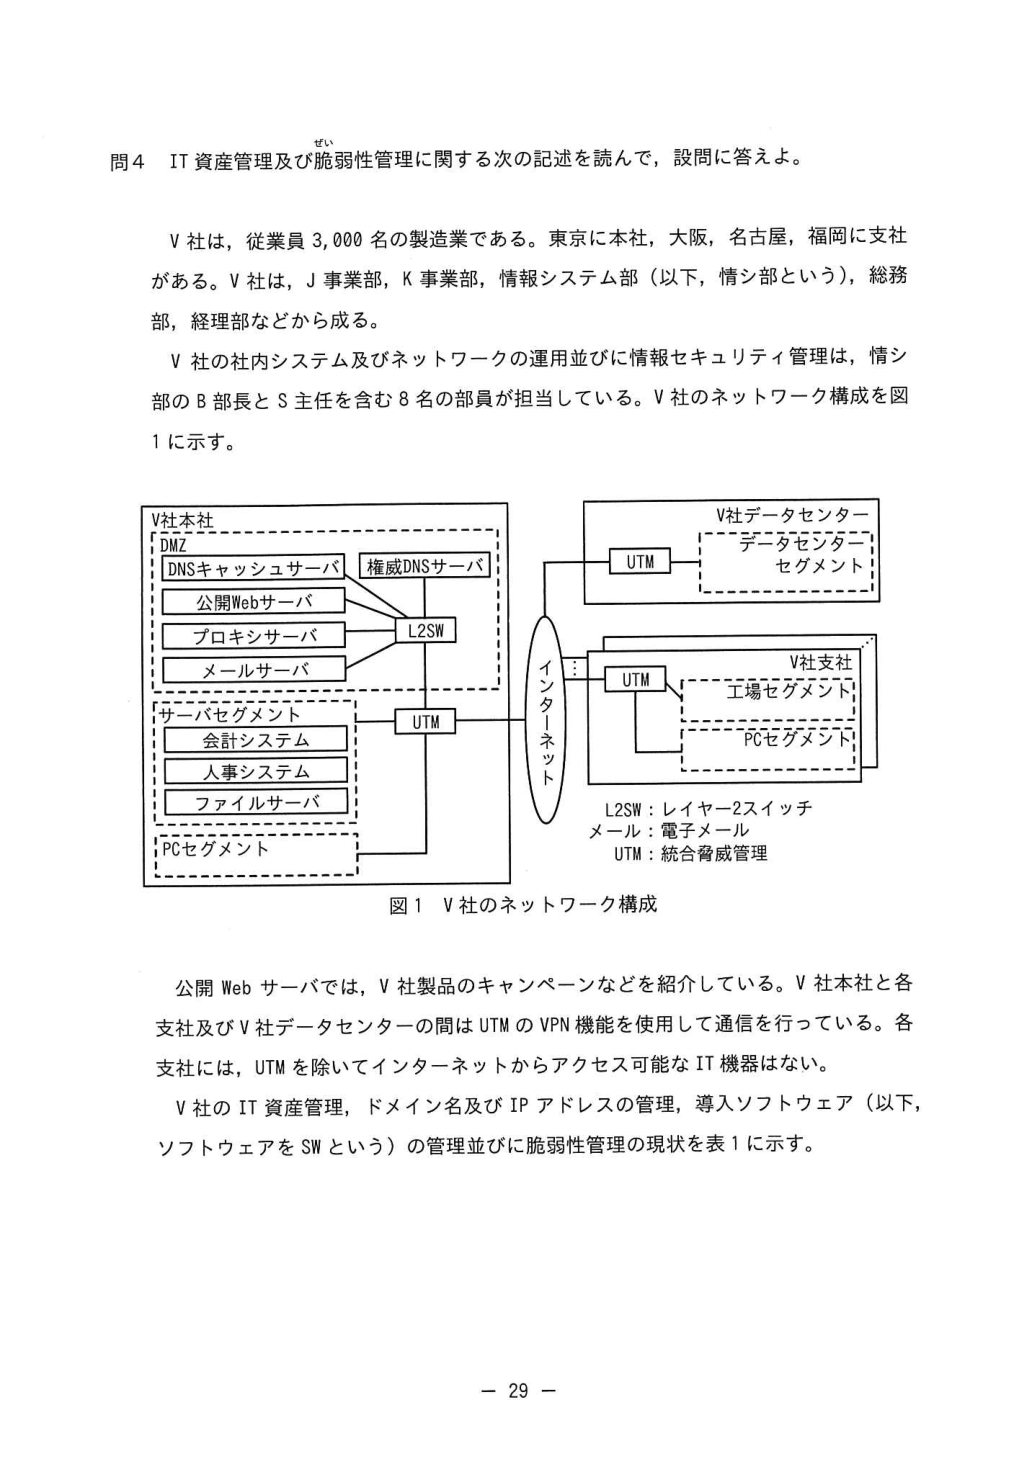 問4 IT資産管理及び脆弱性管理に関する次の記述を読んで，設問に答えよ。
ぜい
V社は，従業員3,000名の製造業である。東京に本社，大阪，名古屋，福岡に支社
がある。V社は，J事業部，K事業部，情報システム部（以下，情シ部という），総務
部，経理部などから成る。
V社の社内システム及びネットワークの運用並びに情報セキュリティ管理は，情シ
部のB部長とS主任を含む8名の部員が担当している。V社のネットワーク構成を図
1に示す。
V社本社
DMZ
DNSキャッシュサーバ
権威DNSサーバ
公開Webサーバ
プロキシサーバ
L2SW
メールサーバ
サーバセグメント
UTM
会計システム
人事システム
ファイルサーバ
PCセグメント
インターネット
V社データセンター
UTM
データセンター
セグメント
V社支社
UTM
工場セグメント
PCセグメント
L2SW：レイヤー2スイッチ
メール：電子メール
UTM：統合脅威管理
図1 V社のネットワーク構成
公開Webサーバでは，V社製品のキャンペーンなどを紹介している。V社本社と各
支社及びV社データセンターの間はUTMのVPN機能を使用して通信を行っている。各
支社には，UTMを除いてインターネットからアクセス可能なIT機器はない。
V社のIT資産管理，ドメイン名及びIPアドレスの管理，導入ソフトウェア（以下，
ソフトウェアをSWという）の管理並びに脆弱性管理の現状を表1に示す。
― 29 ―